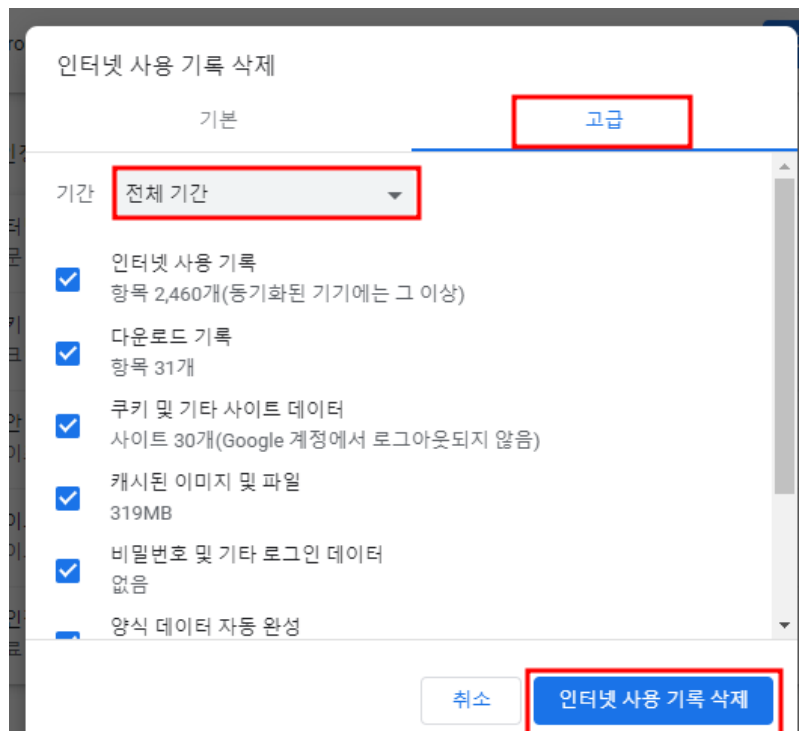 인터넷 사용 기록 삭제
기본
고급
기간
전체 기간
인터넷 사용 기록
항목 2,460개(동기화된 기기에는 그 이상)
다운로드 기록
항목 31개
쿠키 및 기타 사이트 데이터
사이트 30개(Google 계정에서 로그아웃되지 않음)
캐시된 이미지 및 파일
319MB
비밀번호 및 기타 로그인 데이터
없음
양식 데이터 자동 완성
취소
인터넷 사용 기록 삭제